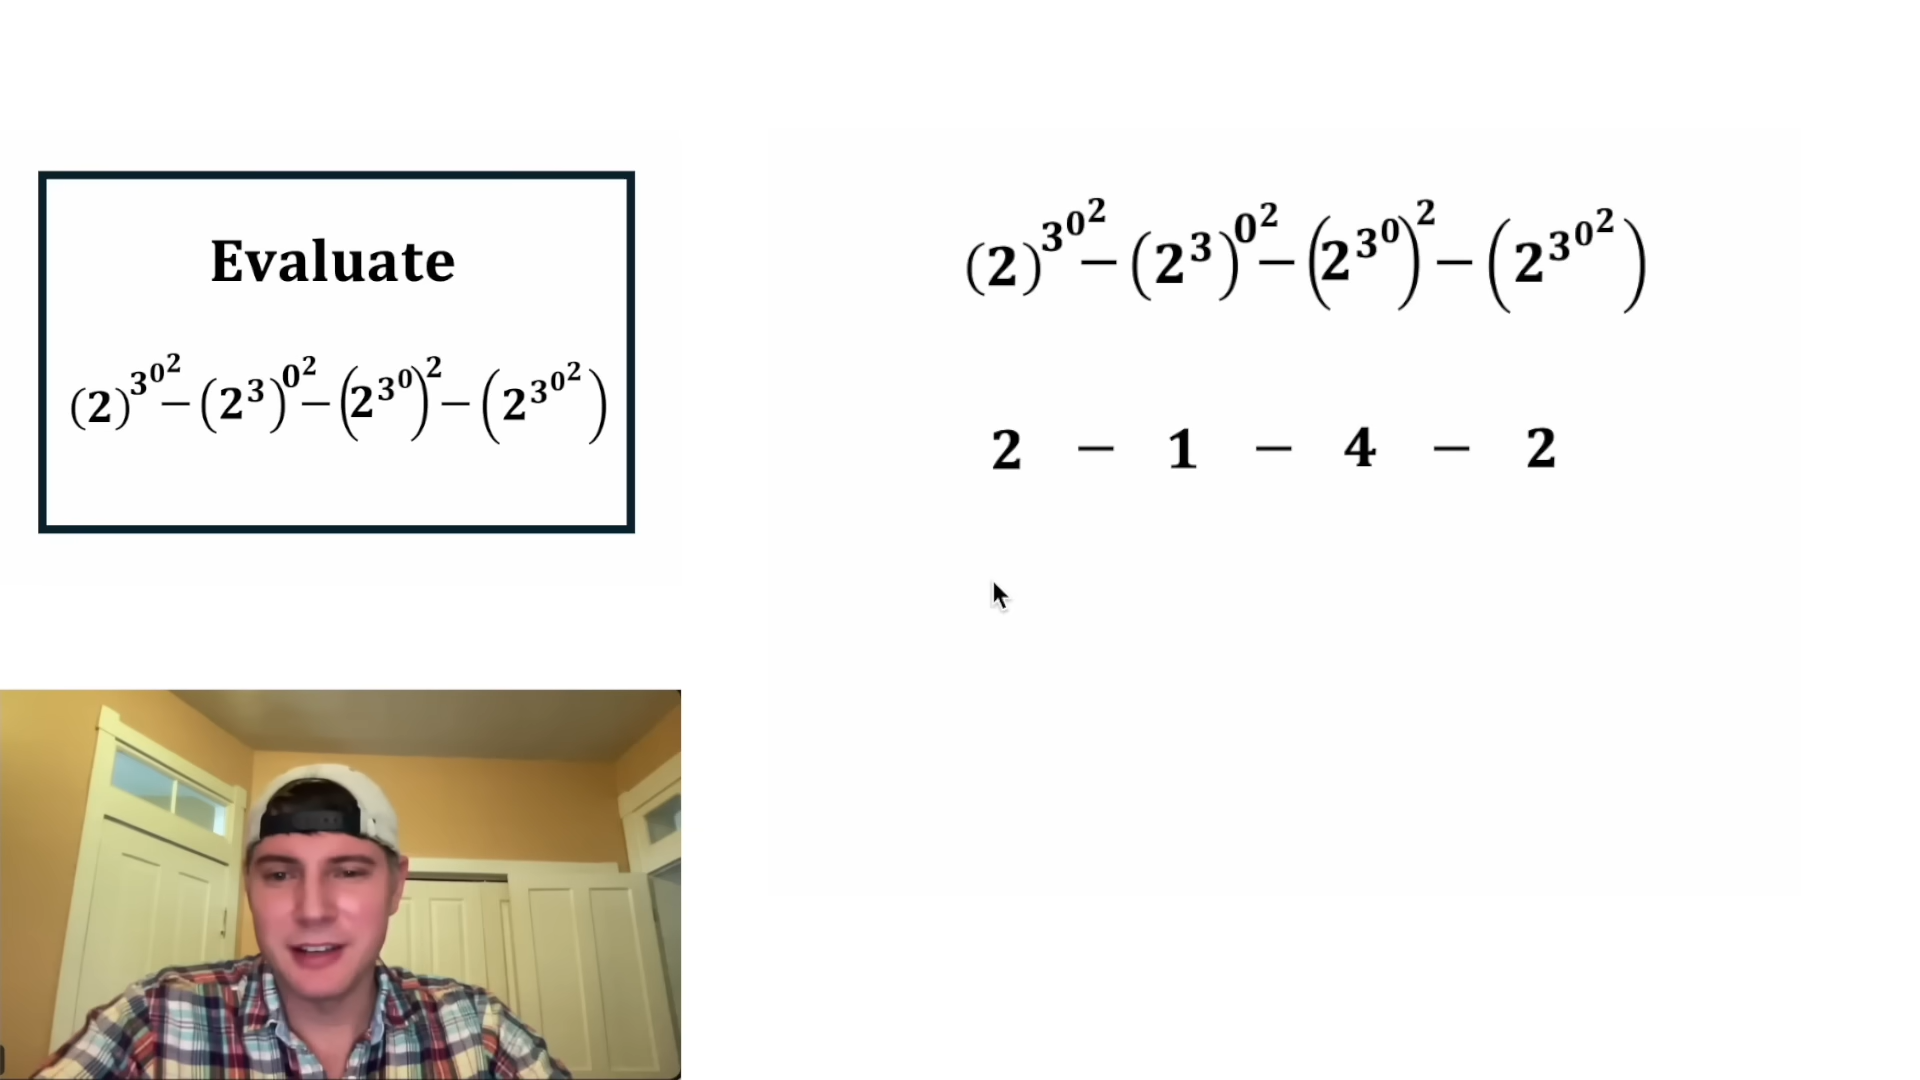 Evaluate
(2)^{3^{0^2}} − (2^3)^{0^2} − (2^{3^0})^2 − (2^{3^{0^2}})
(2)^{3^{0^2}} − (2^3)^{0^2} − (2^{3^0})^2 − (2^{3^{0^2}})
2 − 1 − 4 − 2